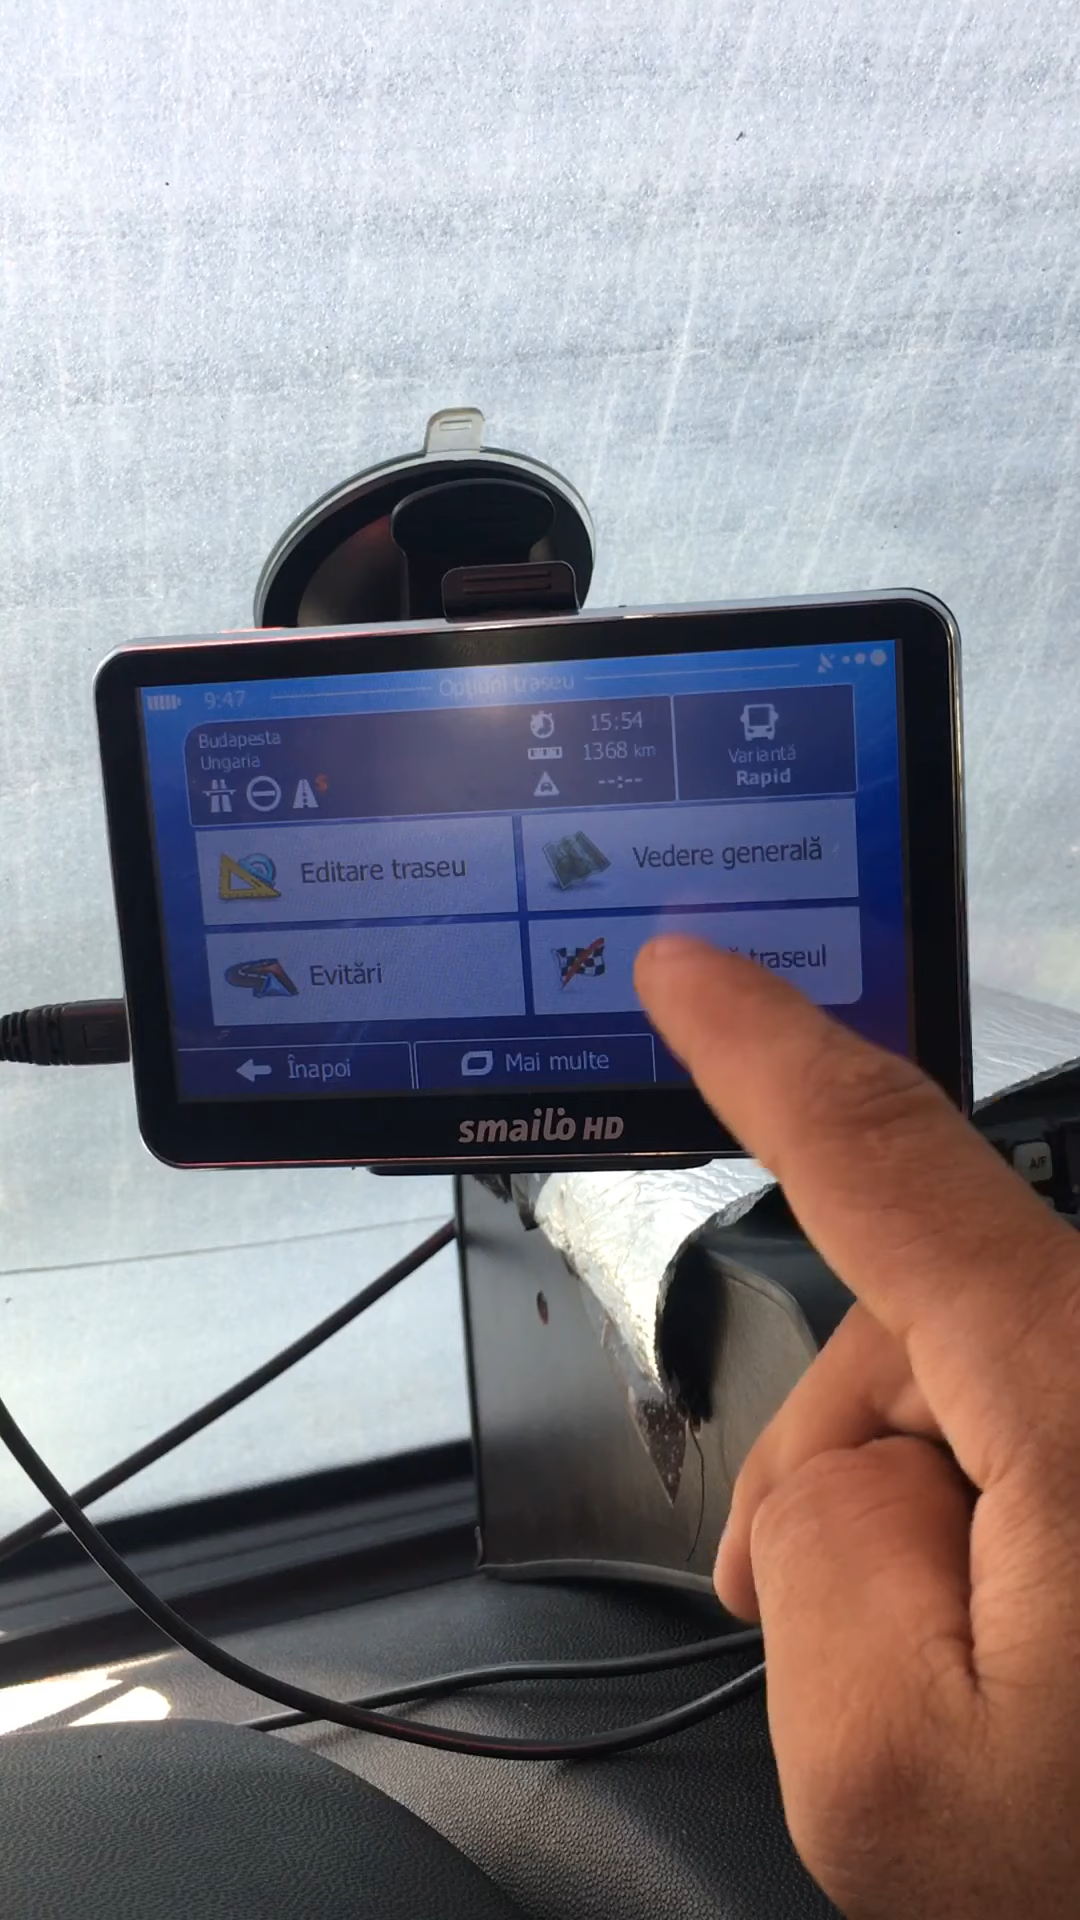 9:47
Opțiuni traseu
Budapesta
Ungaria
15:54
1368 km
--:--
$
Variantă
Rapid
Editare traseu
Vedere generală
Evitări
traseul
Înapoi
Mai multe
smailo HD
A/F